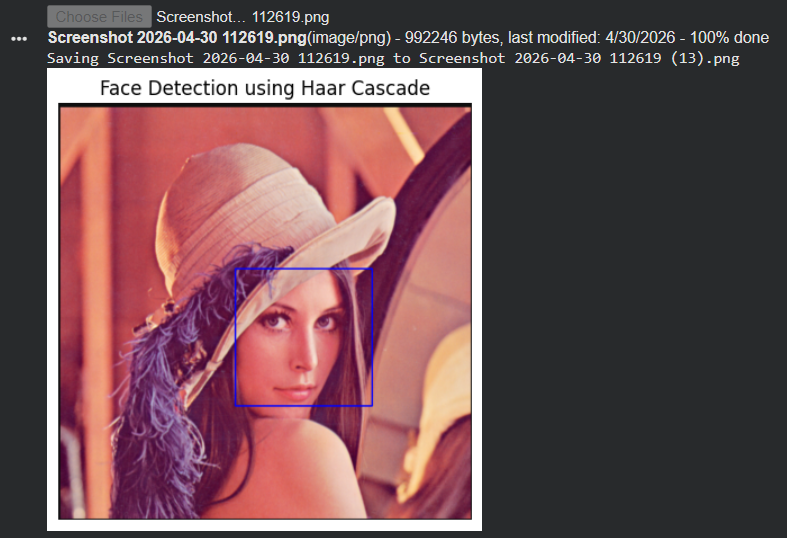 Choose Files Screenshot... 112619.png
Screenshot 2026-04-30 112619.png(image/png) - 992246 bytes, last modified: 4/30/2026 - 100% done
Saving Screenshot 2026-04-30 112619.png to Screenshot 2026-04-30 112619 (13).png
Face Detection using Haar Cascade